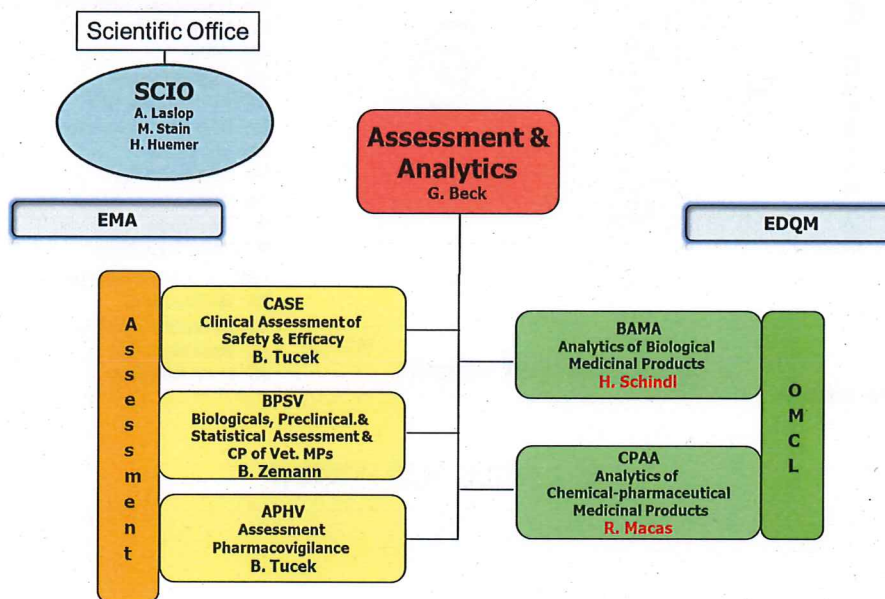 Scientific Office
SCIO
A. Laslop
M. Stain
H. Huemer
Assessment &
Analytics
G. Beck
EMA
EDQM
Assessment
CASE
Clinical Assessment of
Safety & Efficacy
B. Tucek
BPSV
Biologicals, Preclinical.&
Statistical Assessment &
CP of Vet. MPs
B. Zemann
APHV
Assessment
Pharmacovigilance
B. Tucek
BAMA
Analytics of Biological
Medicinal Products
H. Schindl
CPAA
Analytics of
Chemical-pharmaceutical
Medicinal Products
R. Macas
OMCL